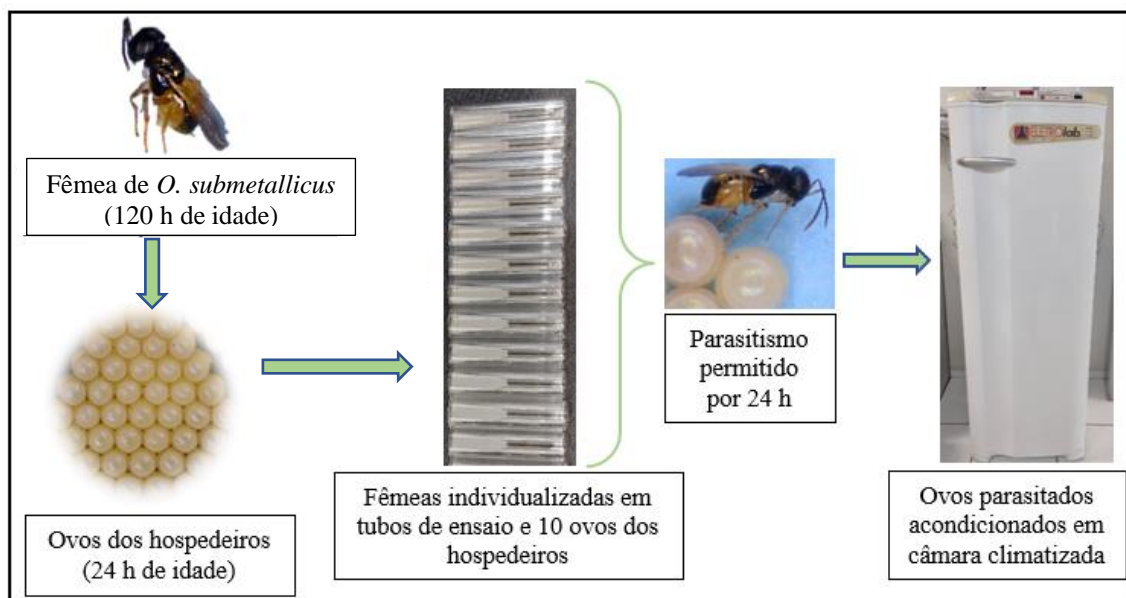 Fêmea de O. submetallicus
(120 h de idade)
Ovos dos hospedeiros
(24 h de idade)
Fêmeas individualizadas em
tubos de ensaio e 10 ovos dos
hospedeiros
Parasitismo
permitido
por 24 h
ELETROlab
Ovos parasitados
acondicionados em
câmara climatizada